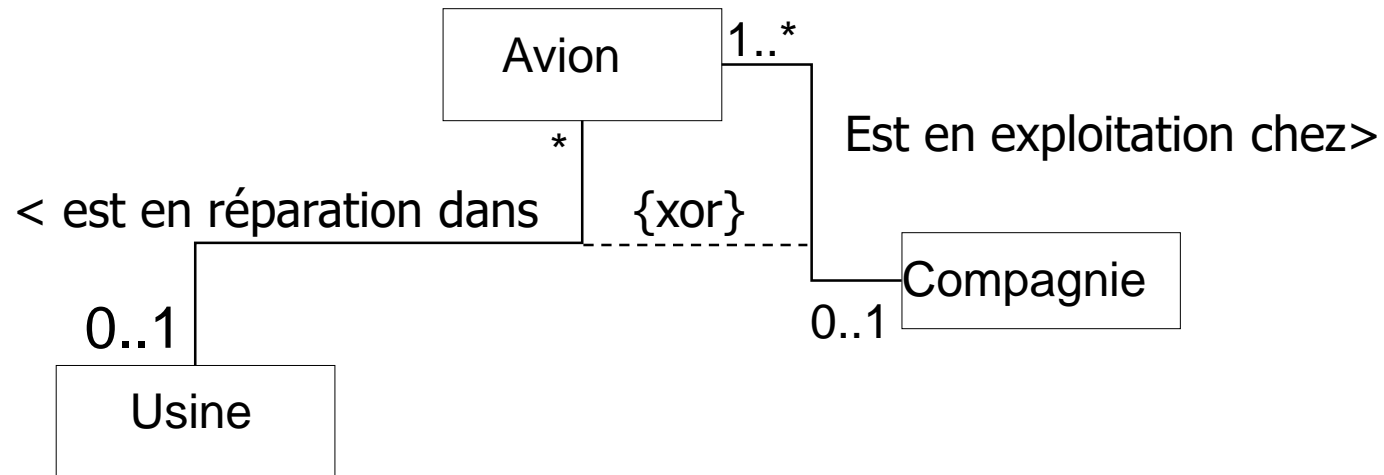 Avion
1..*
*
Est en exploitation chez>
< est en réparation dans
{xor}
Compagnie
0..1
0..1
Usine